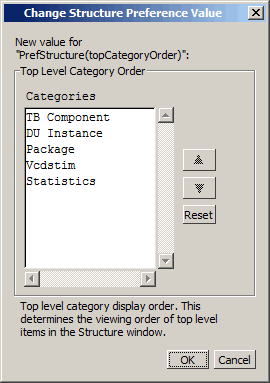 Change Structure Preference Value
New value for
"PrefStructure(topCategoryOrder)":
Top Level Category Order
Categories
TB Component
DU Instance
Package
Vcdstim
Statistics
Reset
Top level category display order. This
determines the viewing order of top level
items in the Structure window.
OK
Cancel